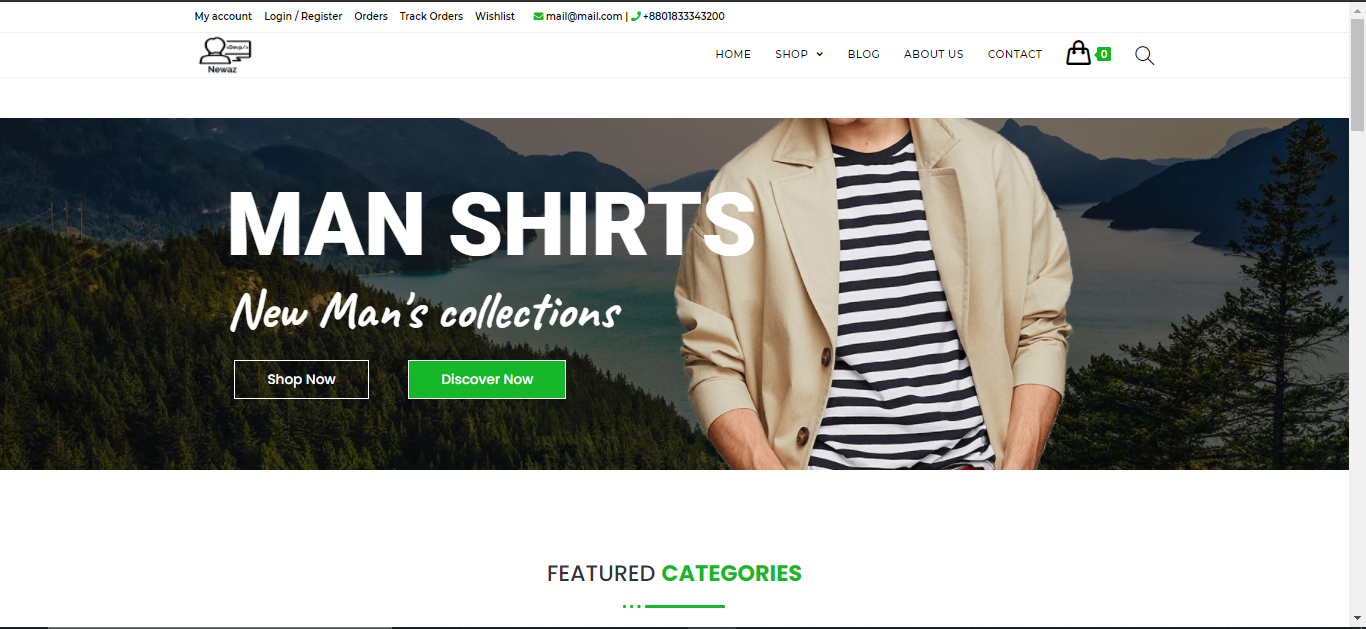 My account Login / Register Orders Track Orders Wishlist mail@mail.com | +8801833343200
<Devp/>
Newaz
HOME SHOP BLOG ABOUT US CONTACT 0
MAN SHIRTS
New Man's collections
Shop Now Discover Now
FEATURED CATEGORIES